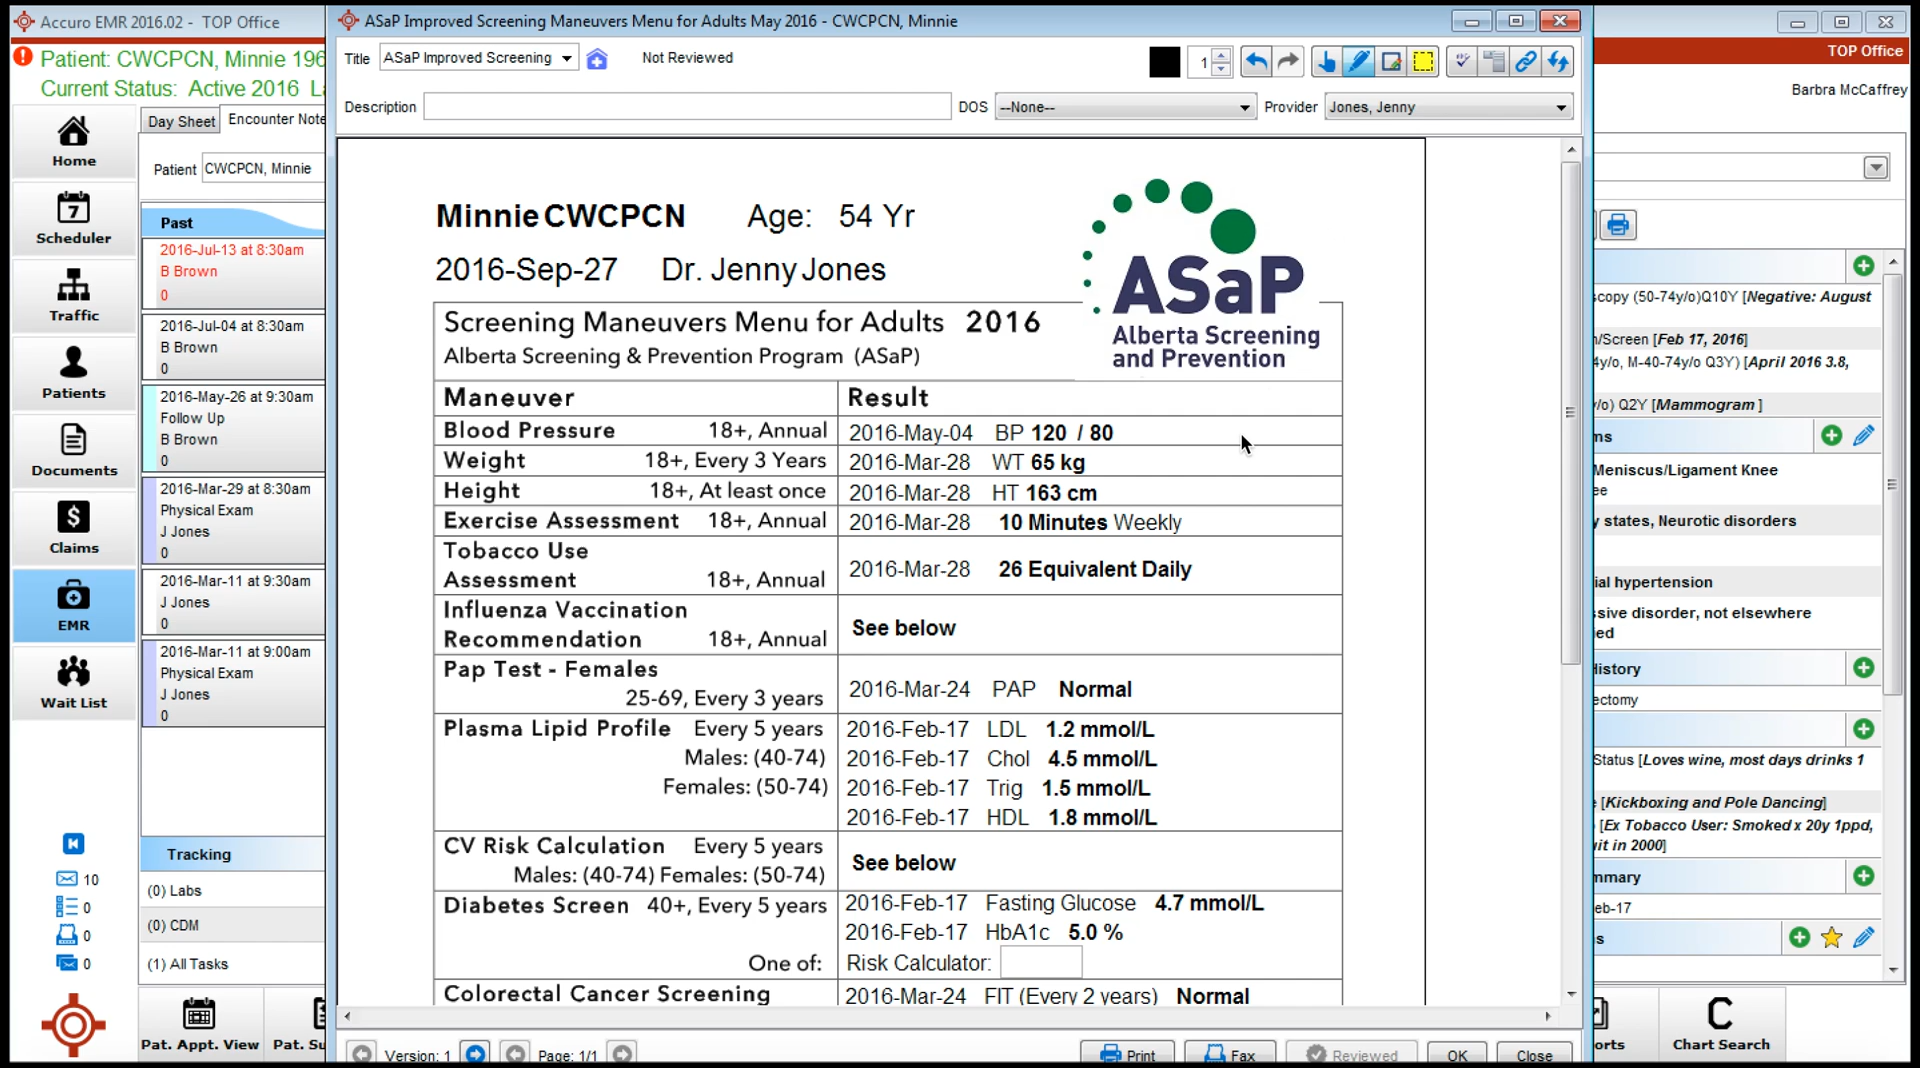 Accuro EMR 2016.02 - TOP Office
Patient: CWCPCN, Minnie 196
Current Status: Active 2016
Home
Scheduler
7
Traffic
Patients
Documents
Claims
EMR
Wait List
10
0
0
0
Day Sheet
Encounter Note
Patient CWCPCN, Minnie
Past
2016-Jul-13 at 8:30am
B Brown
0
2016-Jul-04 at 8:30am
B Brown
0
2016-May-26 at 9:30am
Follow Up
B Brown
0
2016-Mar-29 at 8:30am
Physical Exam
J Jones
0
2016-Mar-11 at 9:30am
J Jones
0
2016-Mar-11 at 9:00am
Physical Exam
J Jones
0
Tracking
(0) Labs
(0) CDM
(1) All Tasks
Pat. Appt. View
Pat. Su
ASaP Improved Screening Maneuvers Menu for Adults May 2016 - CWCPCN, Minnie
Title ASaP Improved Screening Not Reviewed 1
Description DOS --None-- Provider Jones, Jenny
Minnie CWCPCN Age: 54 Yr
2016-Sep-27 Dr. Jenny Jones
ASaP
Alberta Screening
and Prevention
Screening Maneuvers Menu for Adults 2016
Alberta Screening & Prevention Program (ASaP)
Maneuver Result
Blood Pressure 18+, Annual 2016-May-04 BP 120 / 80
Weight 18+, Every 3 Years 2016-Mar-28 WT 65 kg
Height 18+, At least once 2016-Mar-28 HT 163 cm
Exercise Assessment 18+, Annual 2016-Mar-28 10 Minutes Weekly
Tobacco Use
Assessment 18+, Annual 2016-Mar-28 26 Equivalent Daily
Influenza Vaccination
Recommendation 18+, Annual See below
Pap Test - Females
25-69, Every 3 years 2016-Mar-24 PAP Normal
Plasma Lipid Profile Every 5 years 2016-Feb-17 LDL 1.2 mmol/L
Males: (40-74) 2016-Feb-17 Chol 4.5 mmol/L
Females: (50-74) 2016-Feb-17 Trig 1.5 mmol/L
2016-Feb-17 HDL 1.8 mmol/L
CV Risk Calculation Every 5 years
Males: (40-74) Females: (50-74) See below
Diabetes Screen 40+, Every 5 years 2016-Feb-17 Fasting Glucose 4.7 mmol/L
2016-Feb-17 HbA1c 5.0 %
One of: Risk Calculator:
Colorectal Cancer Screening 2016-Mar-24 FIT (Every 2 years) Normal
Version: 1 Page: 1/1 Print Fax Reviewed OK Close
TOP Office
Barbra McCaffrey
copy (50-74y/o)Q10Y [Negative: August
n/Screen [Feb 17, 2016]
4y/o, M-40-74y/o Q3Y) [April 2016 3.8,
/o) Q2Y [Mammogram ]
ms
Meniscus/Ligament Knee
ee
y states, Neurotic disorders
ial hypertension
sive disorder, not elsewhere
ied
History
ectomy
Status [Loves wine, most days drinks 1
[Kickboxing and Pole Dancing]
[Ex Tobacco User: Smoked x 20y 1ppd,
uit in 2000]
mmary
eb-17
s
orts
C
Chart Search